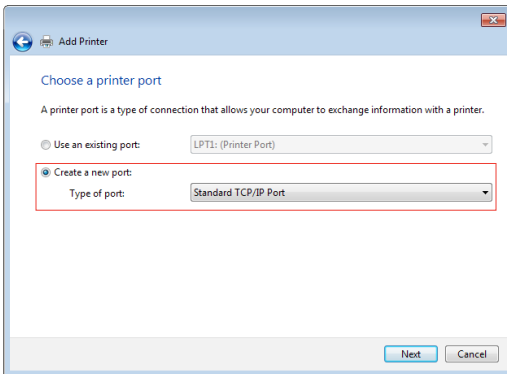 Add Printer
Choose a printer port
A printer port is a type of connection that allows your computer to exchange information with a printer.
Use an existing port: LPT1: (Printer Port)
Create a new port:
Type of port: Standard TCP/IP Port
Next Cancel